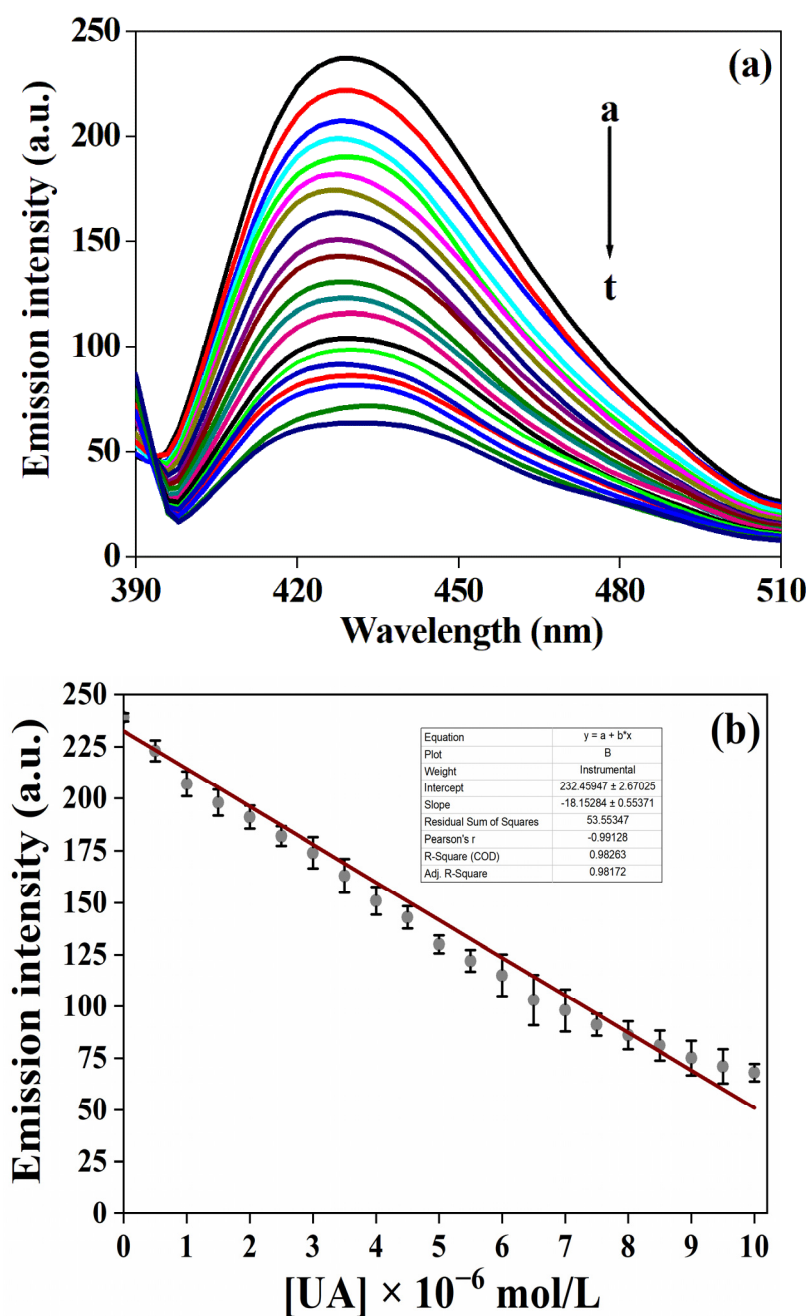 (a)
a
t
250
200
150
100
50
0
390 420 450 480 510
Emission intensity (a.u.)
Wavelength (nm)
(b)
Equation y = a + b*x
Plot B
Weight Instrumental
Intercept 232.45947 ± 2.67025
Slope -18.15284 ± 0.55371
Residual Sum of Squares 53.55347
Pearson's r -0.99128
R-Square (COD) 0.98263
Adj. R-Square 0.98172
250
225
200
175
150
125
100
75
50
25
0
0 1 2 3 4 5 6 7 8 9 10
Emission intensity (a.u.)
[UA] × 10⁻⁶ mol/L